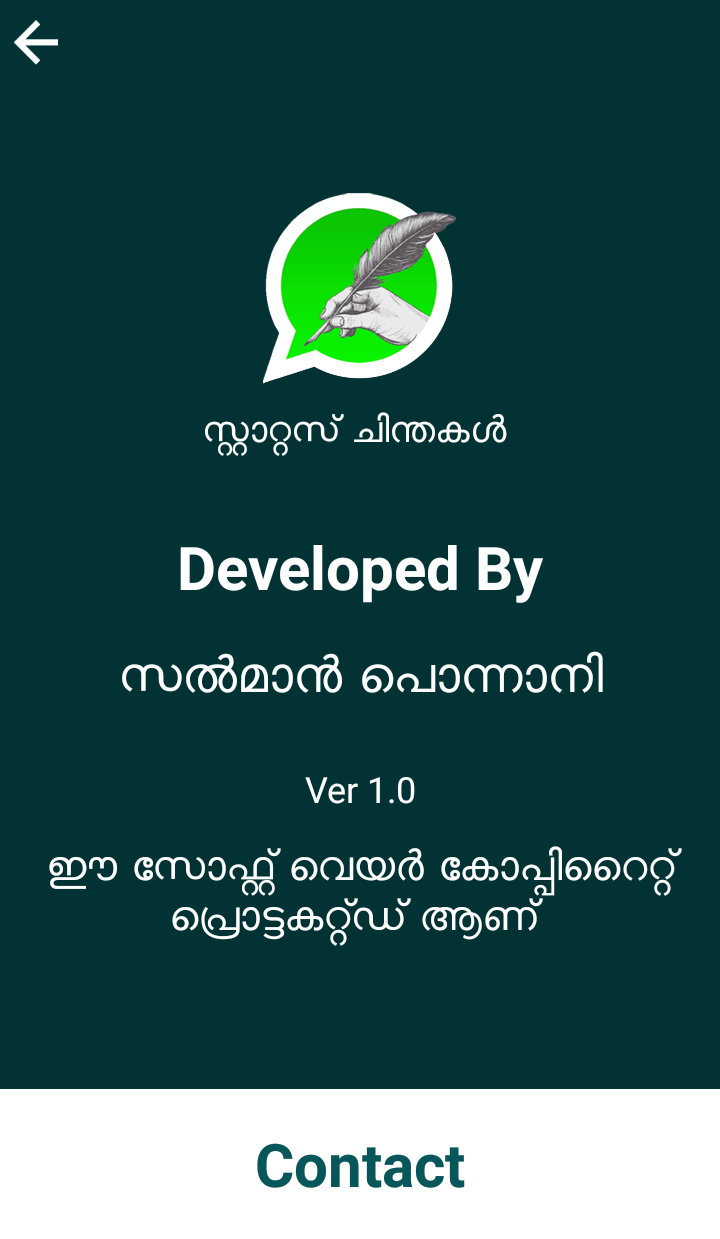 സ്റ്റാറ്റസ് ചിന്തകൾ
Developed By
സൽമാൻ പൊന്നാനി
Ver 1.0
ഈ സോഫ്റ്റ് വെയർ കോപ്പിറൈറ്റ്
പ്രൊട്ടകറ്റ്ഡ് ആണ്
Contact